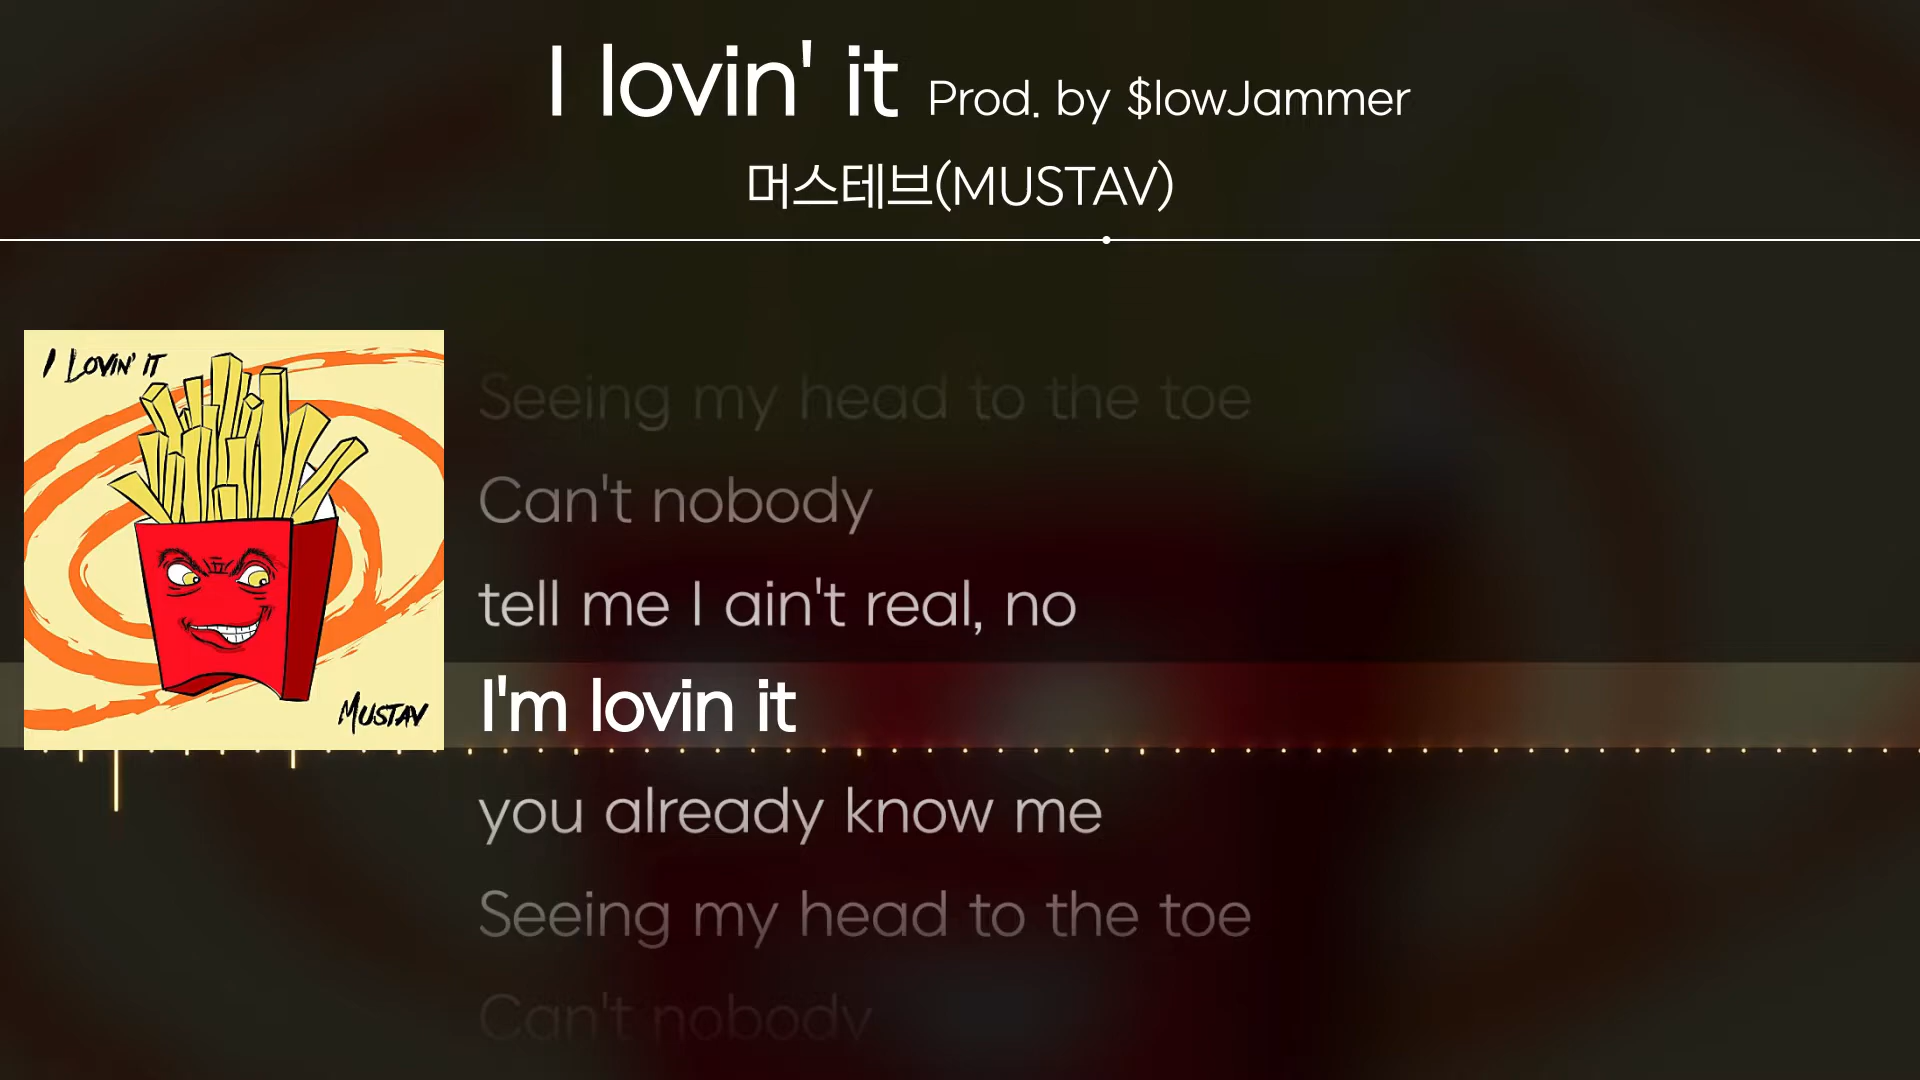 I lovin' it Prod. by $lowJammer
머스테브(MUSTAV)
I LOVIN' IT
MUSTAV
Seeing my head to the toe
Can't nobody
tell me I ain't real, no
I'm lovin it
you already know me
Seeing my head to the toe
Can't nobody